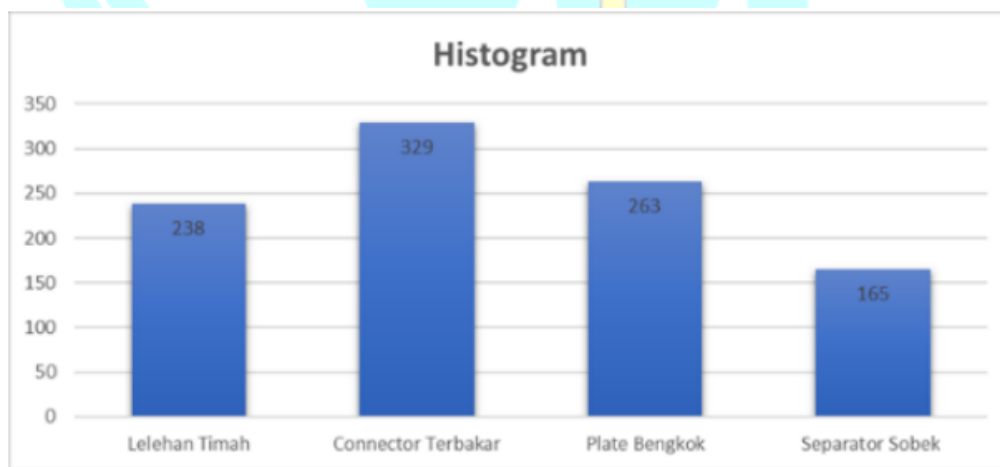 Histogram
350
300
250
200
150
100
50
0
238
329
263
165
Lelehan Timah
Connector Terbakar
Plate Bengkok
Separator Sobek